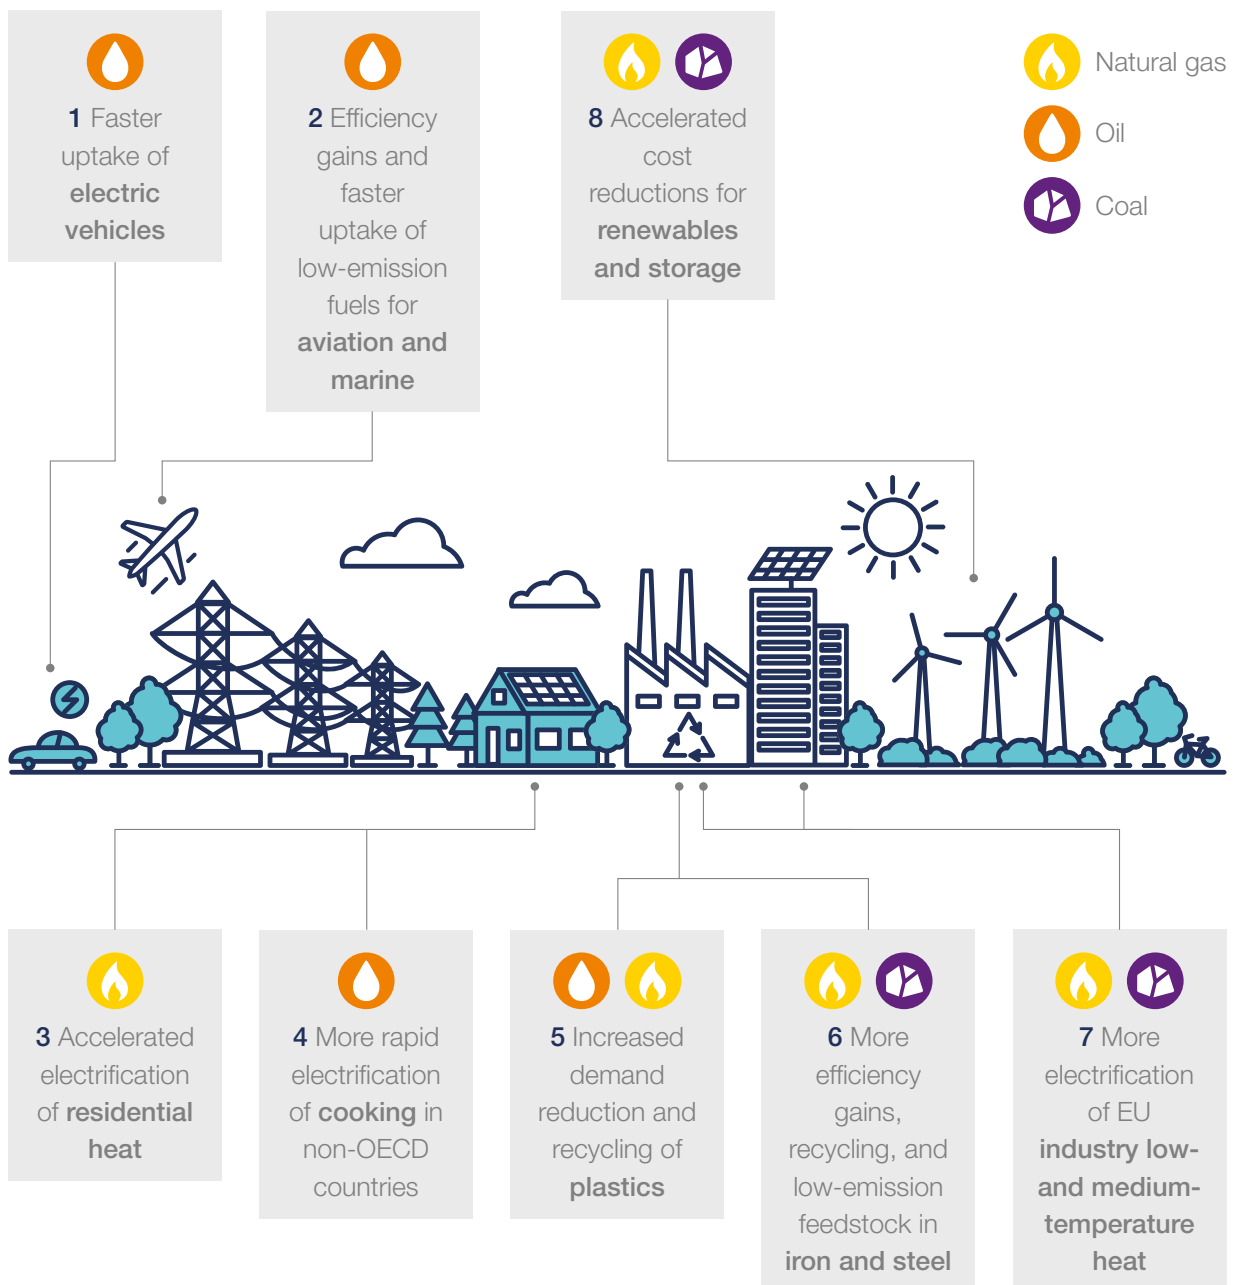 1 Faster
uptake of
electric
vehicles
2 Efficiency
gains and
faster
uptake of
low-emission
fuels for
aviation and
marine
8 Accelerated
cost
reductions for
renewables
and storage
Natural gas
Oil
Coal
3 Accelerated
electrification
of residential
heat
4 More rapid
electrification
of cooking in
non-OECD
countries
5 Increased
demand
reduction and
recycling of
plastics
6 More
efficiency
gains,
recycling, and
low-emission
feedstock in
iron and steel
7 More
electrification
of EU
industry low-
and medium-
temperature
heat